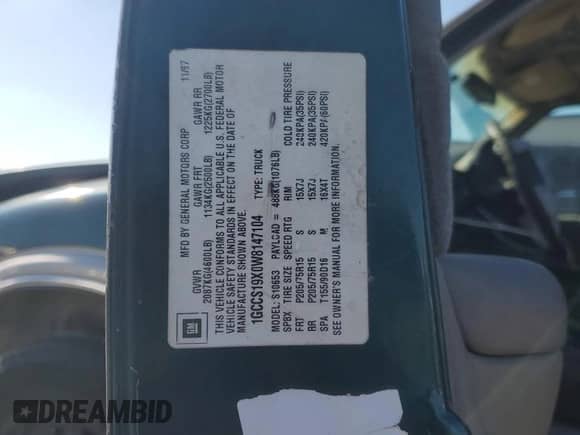 MFD BY GENERAL MOTORS CORP 11/97
GVWR GAWR FRT GAWR RR
2087KG(4600LB) 1134KG(2500LB) 1225KG(2700LB)
THIS VEHICLE CONFORMS TO ALL APPLICABLE U.S. FEDERAL MOTOR
VEHICLE SAFETY STANDARDS IN EFFECT ON THE DATE OF
MANUFACTURE SHOWN ABOVE.
1GCCS19X0W8147104 TYPE: TRUCK
MODEL: S10653 PAYLOAD = 488KG(1076LB)
SPBX TIRE SIZE SPEED RTG RIM COLD TIRE PRESSURE
FRT P205/75R15 S 15X7J 240KPA(35PSI)
RR P205/75R15 S 15X7J 240KPA(35PSI)
SPA T155/90D16 M 16X4T 420KPA(60PSI)
SEE OWNER'S MANUAL FOR MORE INFORMATION.
GM
DREAMBID